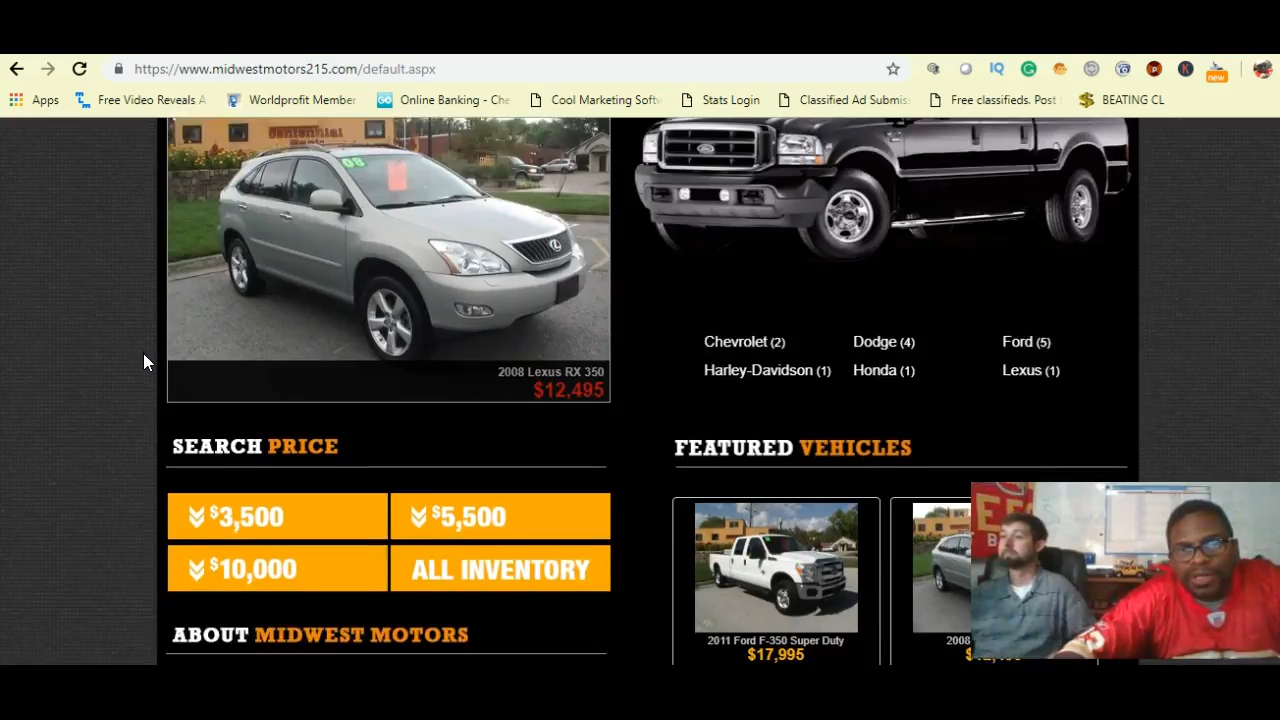 https://www.midwestmotors215.com/default.aspx
new
Apps Free Video Reveals A Worldprofit Member Online Banking - Che Cool Marketing Softw Stats Login Classified Ad Submis Free classifieds. Post BEATING CL
Centennial
08
2008 Lexus RX 350
$12,495
Chevrolet (2) Dodge (4) Ford (5)
Harley-Davidson (1) Honda (1) Lexus (1)
SEARCH PRICE
$3,500 $5,500
$10,000 ALL INVENTORY
FEATURED VEHICLES
2011 Ford F-350 Super Duty
$17,995
2008
ABOUT MIDWEST MOTORS